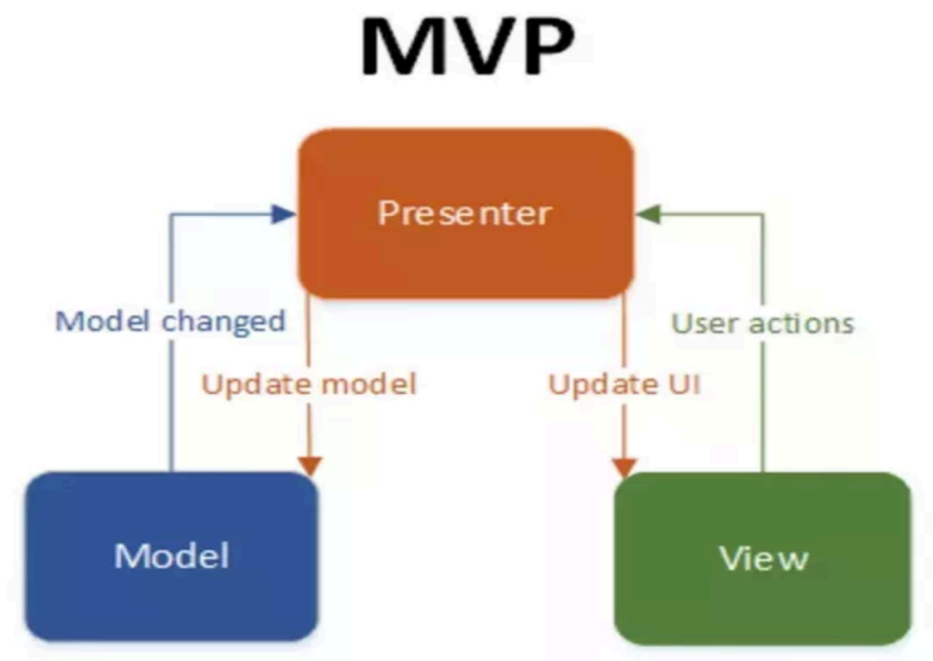 MVP
Presenter
Model changed
User actions
Update model
Update UI
Model
View